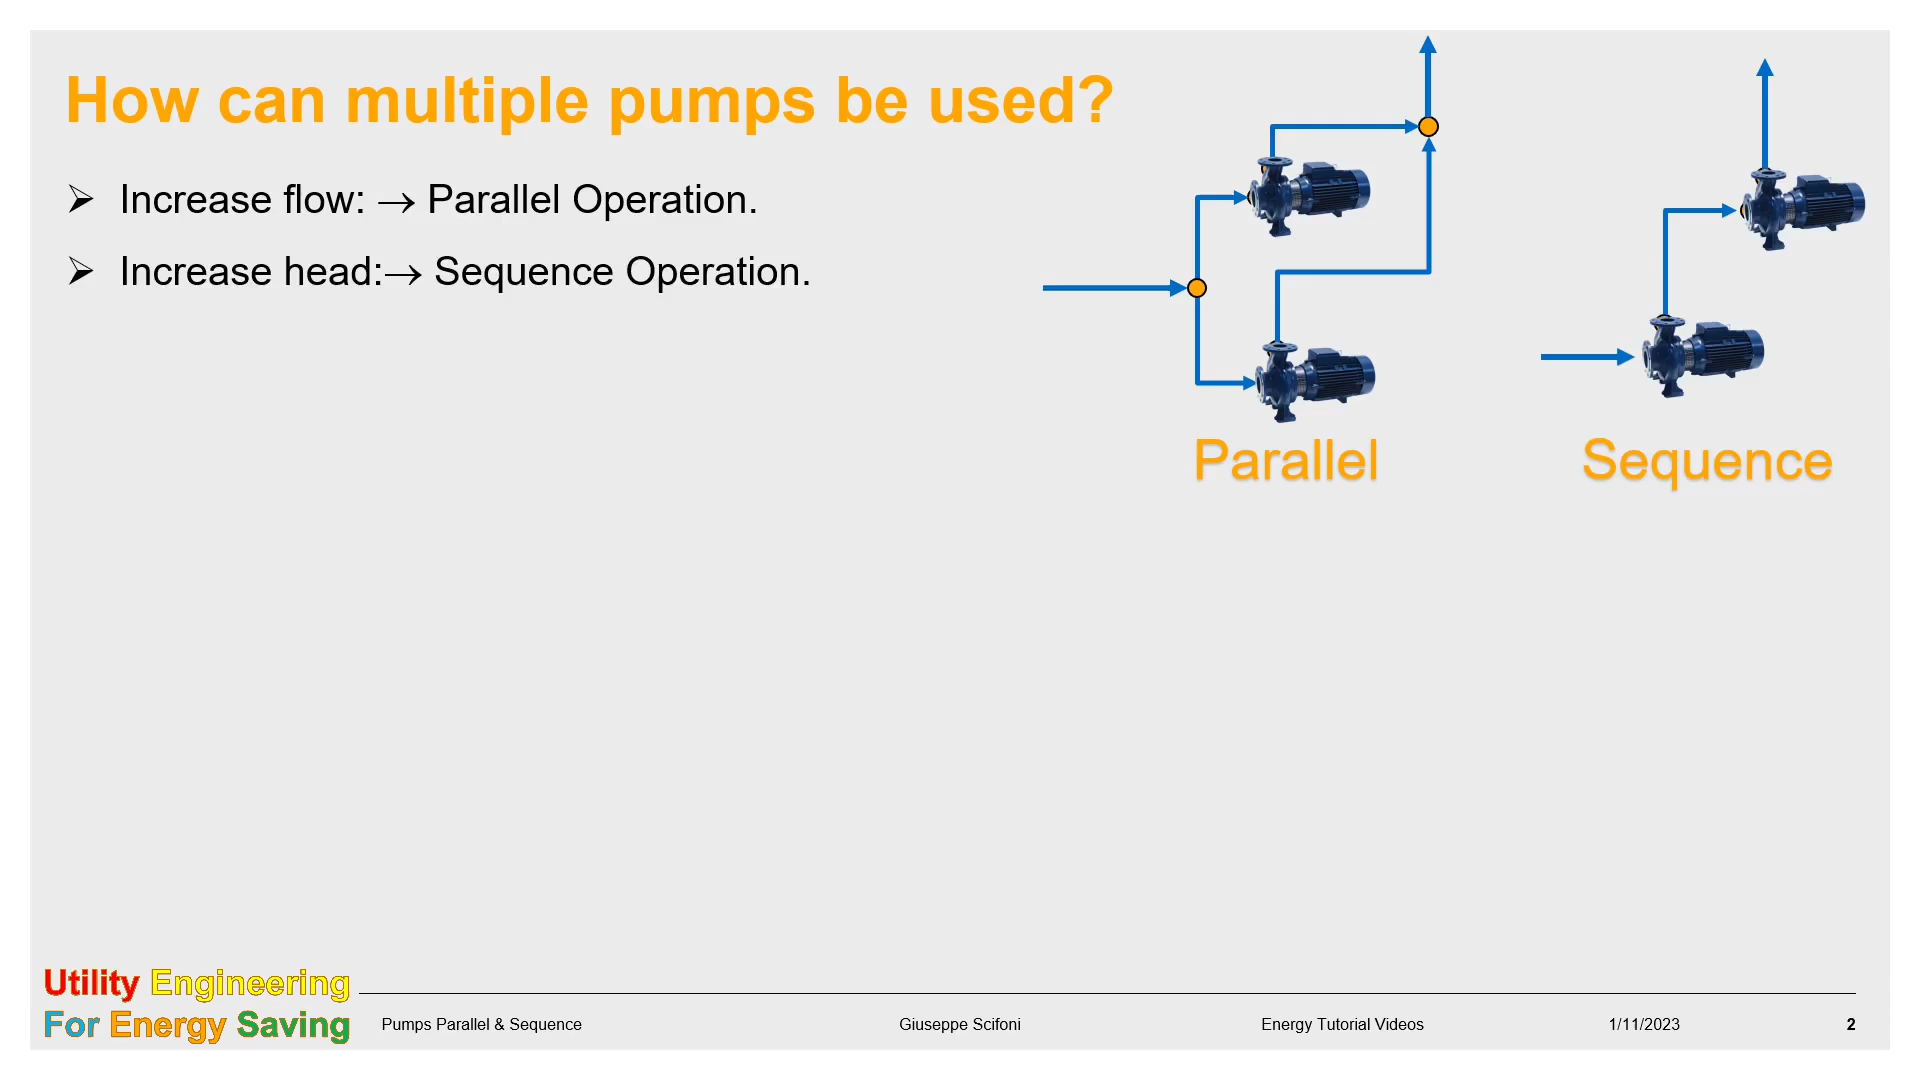 How can multiple pumps be used?
➢ Increase flow: → Parallel Operation.
➢ Increase head:→ Sequence Operation.
Parallel
Sequence
Utility Engineering
For Energy Saving
Pumps Parallel & Sequence
Giuseppe Scifoni
Energy Tutorial Videos
1/11/2023
2